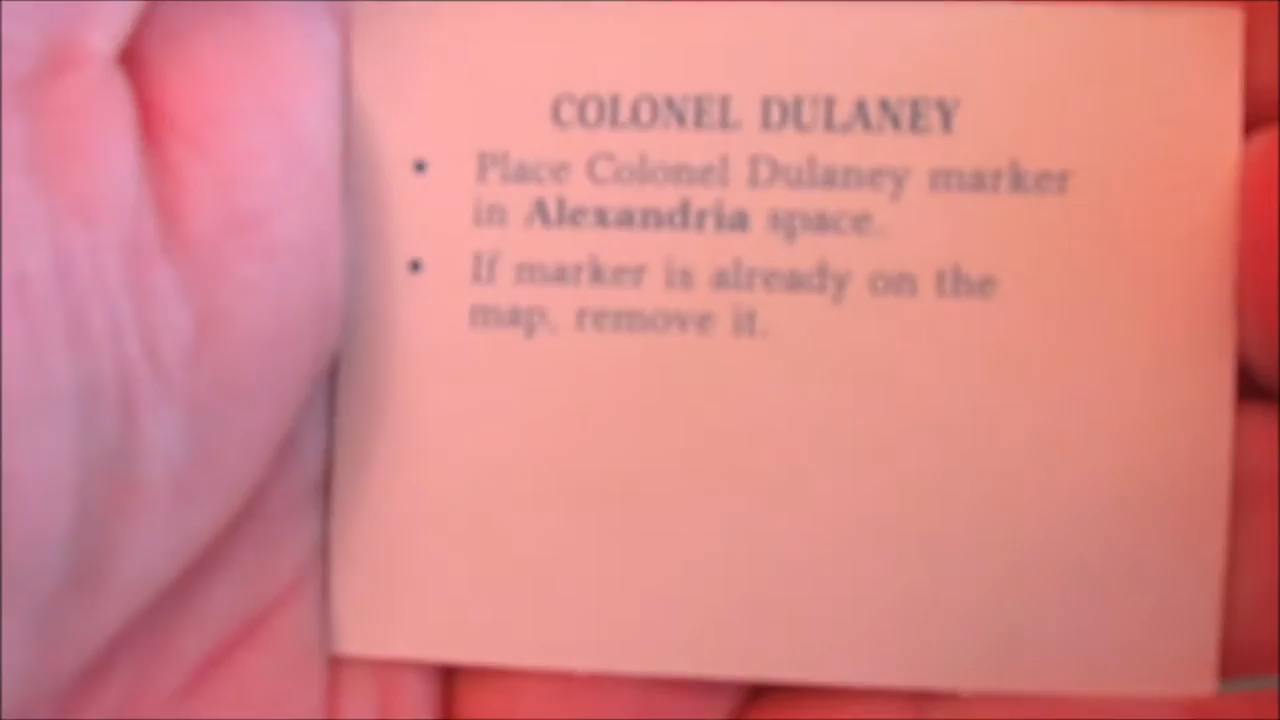 COLONEL DULANEY
• Place Colonel Dulaney marker
in Alexandria space.
• If marker is already on the
map, remove it.